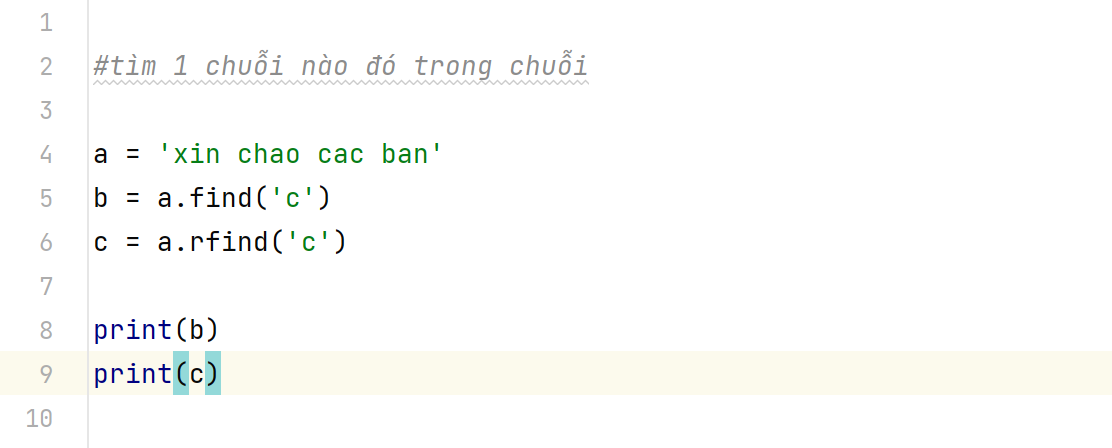 1
2 #tìm 1 chuỗi nào đó trong chuỗi
3
4 a = 'xin chao cac ban'
5 b = a.find('c')
6 c = a.rfind('c')
7
8 print(b)
9 print(c)
10